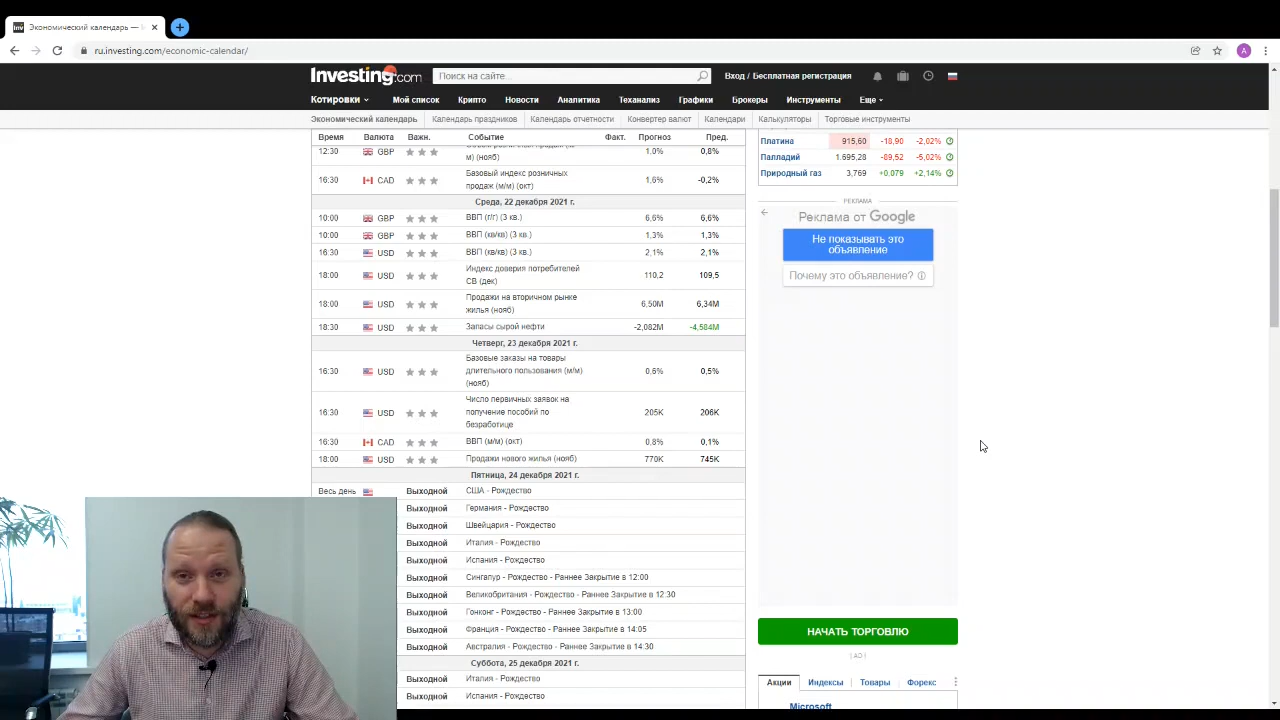 Экономический календарь —
ru.investing.com/economic-calendar/
A
Investing.com
Поиск на сайте...
Вход / Бесплатная регистрация
Котировки
Мой список
Крипто
Новости
Аналитика
Теханализ
Графики
Брокеры
Инструменты
Еще
Экономический календарь
Календарь праздников
Календарь отчетности
Конвертер валют
Календари
Калькуляторы
Торговые инструменты
Время Валюта Важн. Событие Факт. Прогноз Пред.
12:30 GBP 1,0% 0,8%
м) (нояб)
16:30 CAD Базовый индекс розничных 1,6% -0,2%
продаж (м/м) (окт)
Среда, 22 декабря 2021 г.
10:00 GBP ВВП (г/г) (3 кв.) 6,6% 6,6%
10:00 GBP ВВП (кв/кв) (3 кв.) 1,3% 1,3%
16:30 USD ВВП (кв/кв) (3 кв.) 2,1% 2,1%
18:00 USD Индекс доверия потребителей 110,2 109,5
CB (дек)
18:00 USD Продажи на вторичном рынке 6,50M 6,34M
жилья (нояб)
18:30 USD Запасы сырой нефти -2,082M -4,584M
Четверг, 23 декабря 2021 г.
16:30 USD Базовые заказы на товары 0,6% 0,5%
длительного пользования (м/м)
(нояб)
16:30 USD Число первичных заявок на 205K 206K
получение пособий по
безработице
16:30 CAD ВВП (м/м) (окт) 0,8% 0,1%
18:00 USD Продажи нового жилья (нояб) 770K 745K
Пятница, 24 декабря 2021 г.
Весь день Выходной США - Рождество
Выходной Германия - Рождество
Выходной Швейцария - Рождество
Выходной Италия - Рождество
Выходной Испания - Рождество
Выходной Сингапур - Рождество - Раннее Закрытие в 12:00
Выходной Великобритания - Рождество - Раннее Закрытие в 12:30
Выходной Гонконг - Рождество - Раннее Закрытие в 13:00
Выходной Франция - Рождество - Раннее Закрытие в 14:05
Выходной Австралия - Рождество - Раннее Закрытие в 14:30
Суббота, 25 декабря 2021 г.
Выходной Италия - Рождество
Выходной Испания - Рождество
Платина 915,60 -18,90 -2,02%
Палладий 1.695,28 -89,52 -5,02%
Природный газ 3,769 +0,079 +2,14%
РЕКЛАМА
Реклама от Google
Не показывать это
объявление
Почему это объявление?
НАЧАТЬ ТОРГОВЛЮ
| AD |
Акции
Индексы
Товары
Форекс
Microsoft